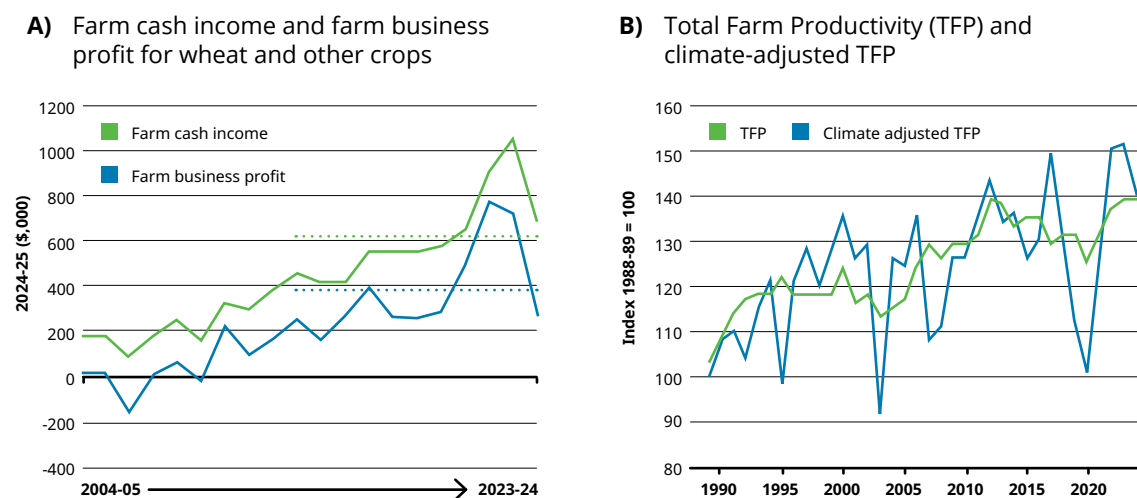 A) Farm cash income and farm business
profit for wheat and other crops
1200
1000
800
600
400
200
0
-200
-400
2024-25 ($,000)
Farm cash income
Farm business profit
2004-05
2023-24
B) Total Farm Productivity (TFP) and
climate-adjusted TFP
160
150
140
130
120
110
100
90
80
Index 1988-89 = 100
TFP Climate adjusted TFP
1990 1995 2000 2005 2010 2015 2020